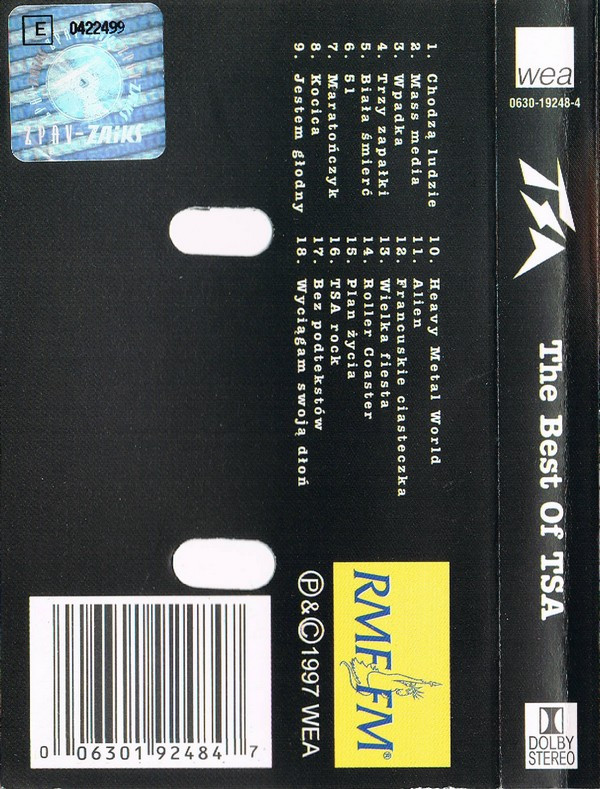 E 0422499
ZPAV-ZAiKS
1. Chodzą ludzie
2. Mass media
3. Wpadka
4. Trzy zapałki
5. Biała śmierć
6. 51
7. Maratończyk
8. Kocica
9. Jestem głodny
10. Heavy Metal World
11. Alien
12. Francuskie ciasteczka
13. Wielka fiesta
14. Roller Coaster
15. Plan życia
16. TSA rock
17. Bez podtekstów
18. Wyciągam swoją dłoń
RMF FM®
℗&©1997 WEA
0 06301 92484 7
wea
0630-19248-4
TSA
The Best Of TSA
DOLBY
STEREO